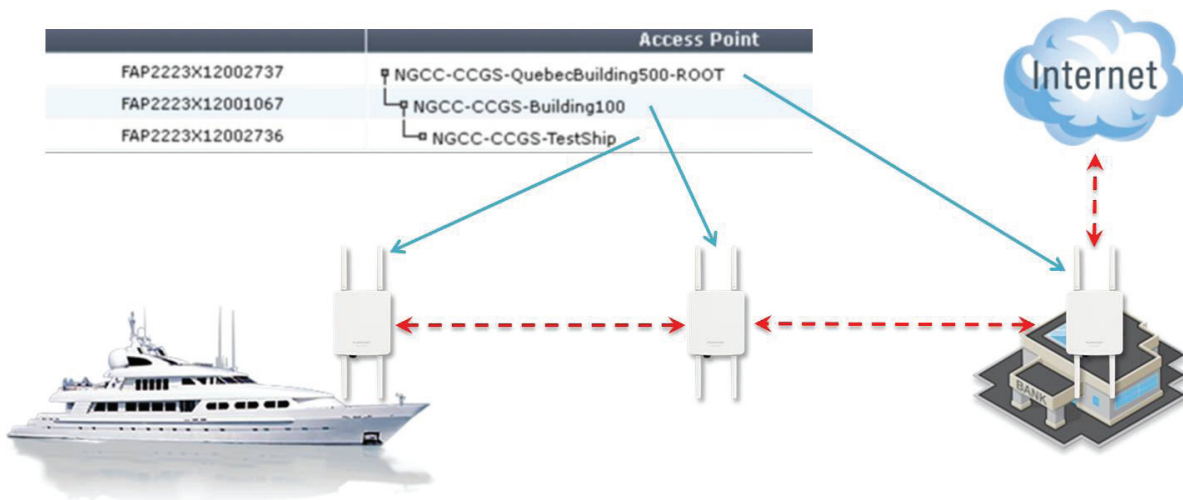 Access Point
FAP2223X12002737 NGCC-CCGS-QuebecBuilding500-ROOT
FAP2223X12001067 NGCC-CCGS-Building100
FAP2223X12002736 NGCC-CCGS-TestShip
Internet
BANK